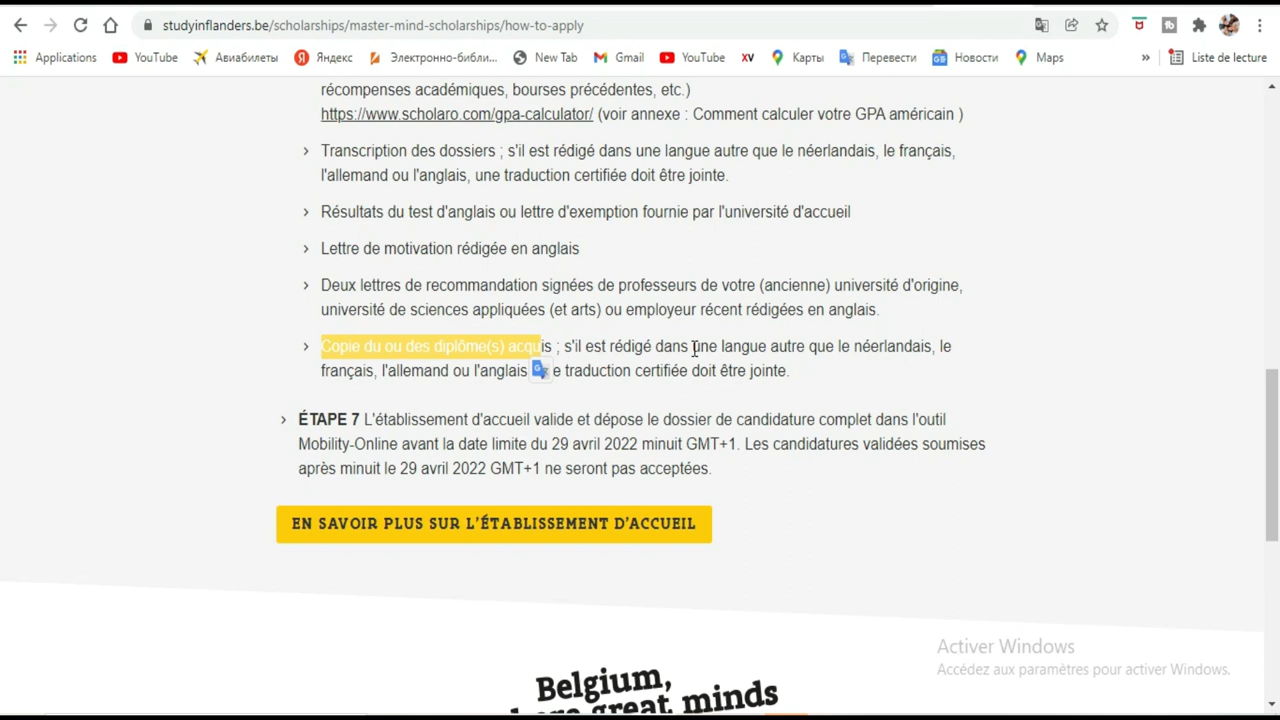 studyinflanders.be/scholarships/master-mind-scholarships/how-to-apply
Applications YouTube Авиабилеты Яндекс Электронно-библи... New Tab Gmail YouTube XV Карты Перевести Новости Maps » Liste de lecture
récompenses académiques, bourses précédentes, etc.)
https://www.scholaro.com/gpa-calculator/ (voir annexe : Comment calculer votre GPA américain )
Transcription des dossiers ; s'il est rédigé dans une langue autre que le néerlandais, le français,
l'allemand ou l'anglais, une traduction certifiée doit être jointe.
Résultats du test d'anglais ou lettre d'exemption fournie par l'université d'accueil
Lettre de motivation rédigée en anglais
Deux lettres de recommandation signées de professeurs de votre (ancienne) université d'origine,
université de sciences appliquées (et arts) ou employeur récent rédigées en anglais.
Copie du ou des diplôme(s) acquis ; s'il est rédigé dans une langue autre que le néerlandais, le
français, l'allemand ou l'anglais e traduction certifiée doit être jointe.
ÉTAPE 7 L'établissement d'accueil valide et dépose le dossier de candidature complet dans l'outil
Mobility-Online avant la date limite du 29 avril 2022 minuit GMT+1. Les candidatures validées soumises
après minuit le 29 avril 2022 GMT+1 ne seront pas acceptées.
EN SAVOIR PLUS SUR L'ÉTABLISSEMENT D'ACCUEIL
Activer Windows
Accédez aux paramètres pour activer Windows.
Belgium,
great minds